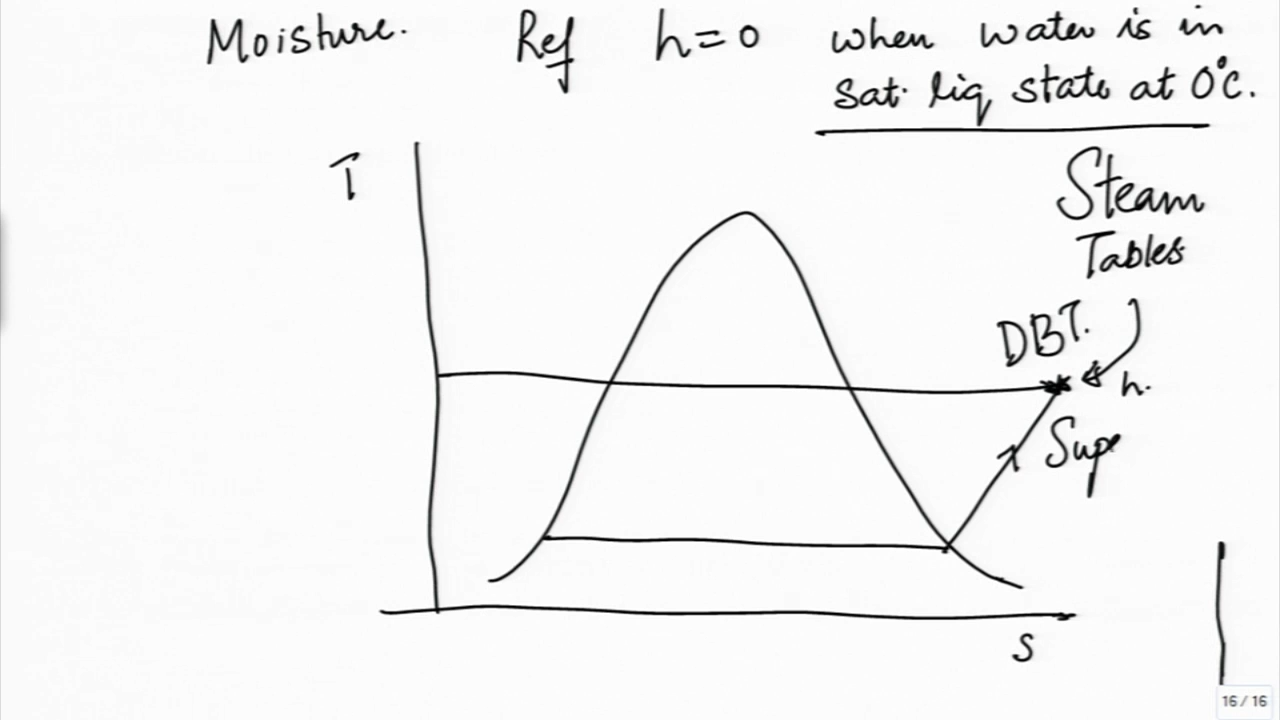 Moisture. Ref h=0 when water is in
sat. liq state at 0°C.
T
Steam
Tables
DBT.
h.
Sup
S
16 / 16